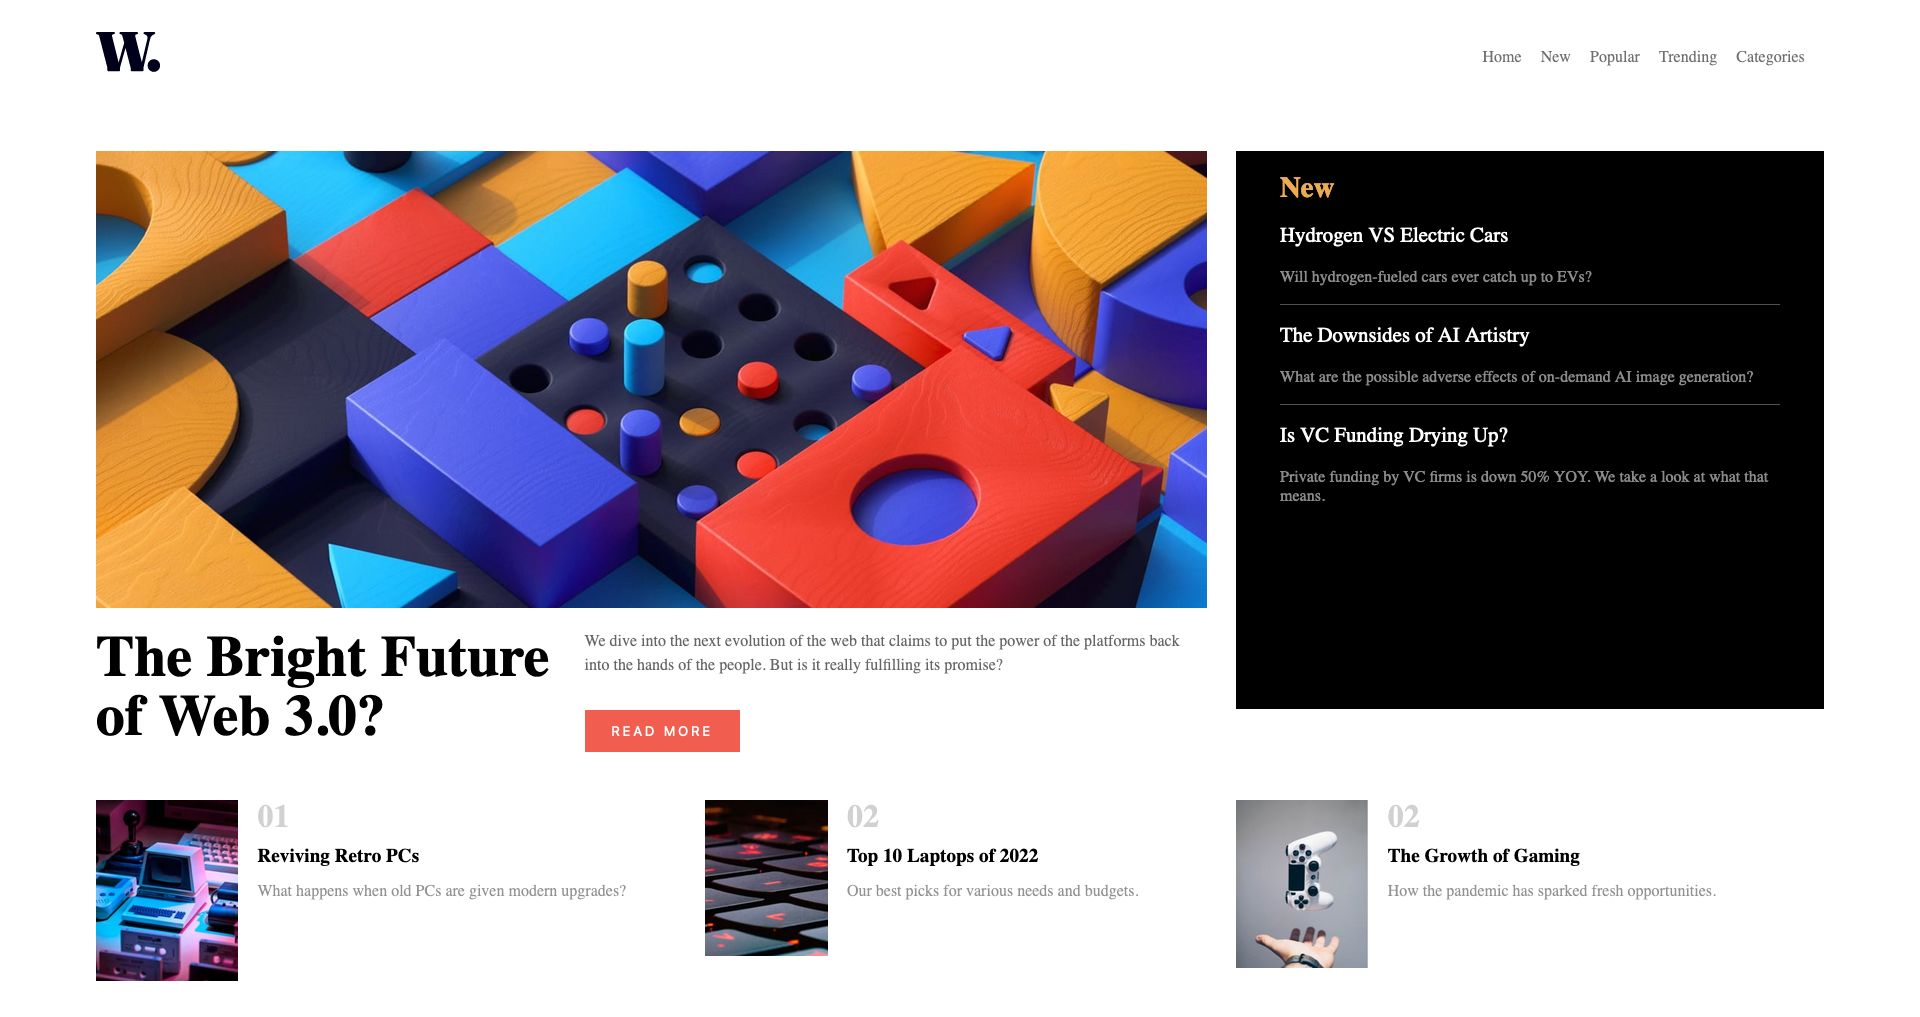 W.
Home New Popular Trending Categories
New
Hydrogen VS Electric Cars
Will hydrogen-fueled cars ever catch up to EVs?
The Downsides of AI Artistry
What are the possible adverse effects of on-demand AI image generation?
Is VC Funding Drying Up?
Private funding by VC firms is down 50% YOY. We take a look at what that
means.
The Bright Future
of Web 3.0?
We dive into the next evolution of the web that claims to put the power of the platforms back
into the hands of the people. But is it really fulfilling its promise?
READ MORE
01
Reviving Retro PCs
What happens when old PCs are given modern upgrades?
02
Top 10 Laptops of 2022
Our best picks for various needs and budgets.
02
The Growth of Gaming
How the pandemic has sparked fresh opportunities.